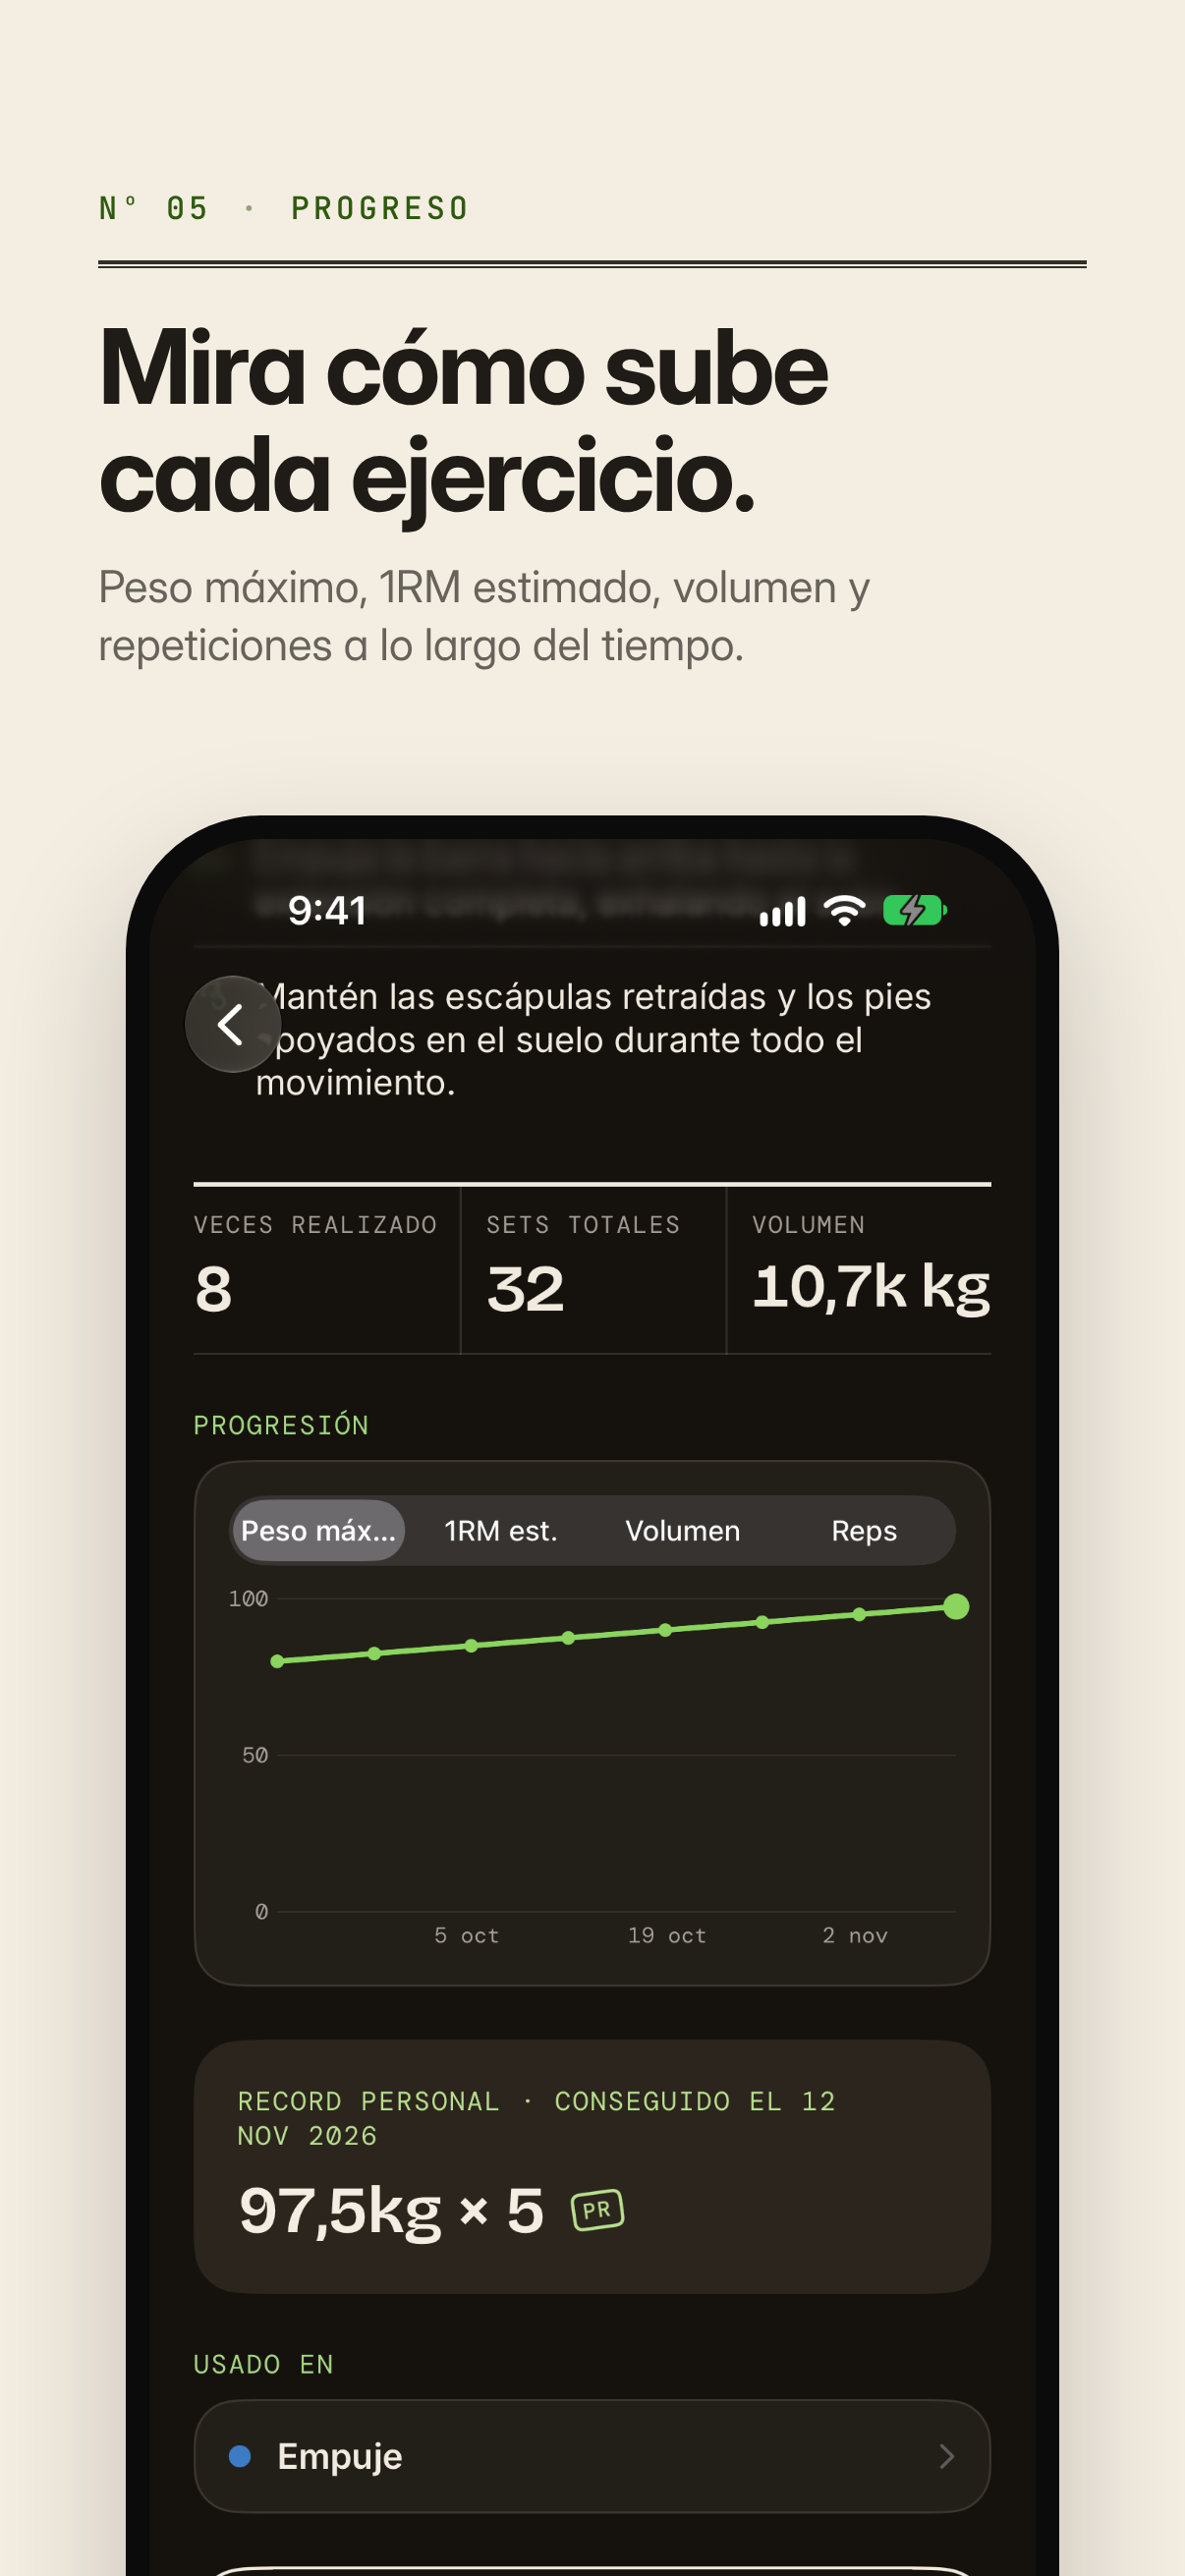 Nº 05 · PROGRESO
Mira cómo sube
cada ejercicio.
Peso máximo, 1RM estimado, volumen y
repeticiones a lo largo del tiempo.
9:41
Mantén las escápulas retraídas y los pies
apoyados en el suelo durante todo el
movimiento.
VECES REALIZADO SETS TOTALES VOLUMEN
8 32 10,7k kg
PROGRESIÓN
Peso máx... 1RM est. Volumen Reps
100
50
0
5 oct 19 oct 2 nov
RECORD PERSONAL · CONSEGUIDO EL 12
NOV 2026
97,5kg × 5 PR
USADO EN
Empuje